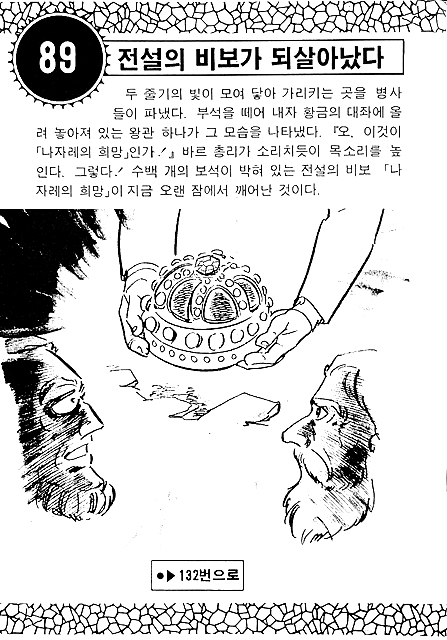 89
전설의 비보가 되살아났다
두 줄기의 빛이 모여 닿아 가리키는 곳을 병사
들이 파냈다. 부석을 떼어 내자 황금의 대좌에 올
려 놓아져 있는 왕관 하나가 그 모습을 나타냈다. 『오, 이것이
「나자레의 희망」인가!』 바르 총리가 소리치듯이 목소리를 높
인다. 그렇다! 수백 개의 보석이 박혀 있는 전설의 비보 「나
자레의 희망」이 지금 오랜 잠에서 깨어난 것이다.
●▶132번으로